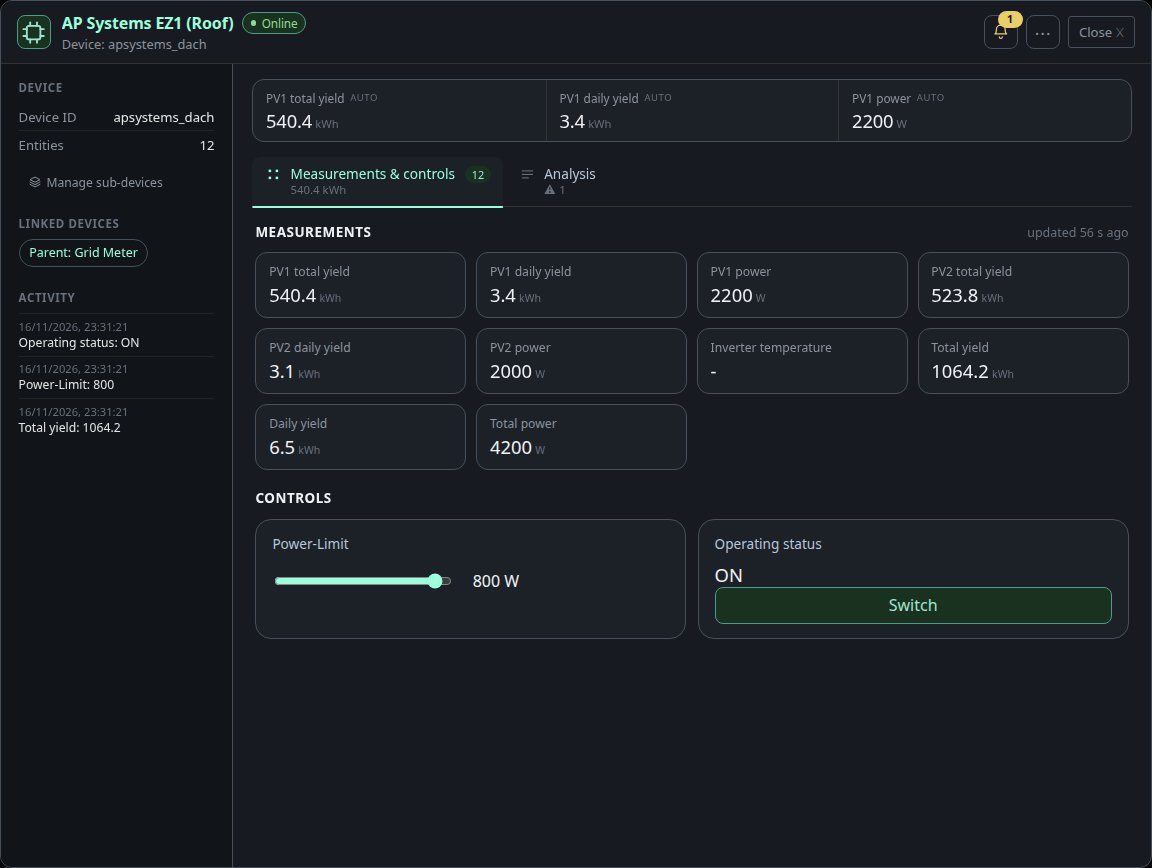 AP Systems EZ1 (Roof)
Online
Device: apsystems_dach
1
...
Close X
DEVICE
Device ID apsystems_dach
Entities 12
Manage sub-devices
LINKED DEVICES
Parent: Grid Meter
ACTIVITY
16/11/2026, 23:31:21
Operating status: ON
16/11/2026, 23:31:21
Power-Limit: 800
16/11/2026, 23:31:21
Total yield: 1064.2
PV1 total yield AUTO
540.4 kWh
PV1 daily yield AUTO
3.4 kWh
PV1 power AUTO
2200 W
Measurements & controls 12
540.4 kWh
Analysis
1
MEASUREMENTS
updated 56 s ago
PV1 total yield
540.4 kWh
PV1 daily yield
3.4 kWh
PV1 power
2200 W
PV2 total yield
523.8 kWh
PV2 daily yield
3.1 kWh
PV2 power
2000 W
Inverter temperature
-
Total yield
1064.2 kWh
Daily yield
6.5 kWh
Total power
4200 W
CONTROLS
Power-Limit
800 W
Operating status
ON
Switch